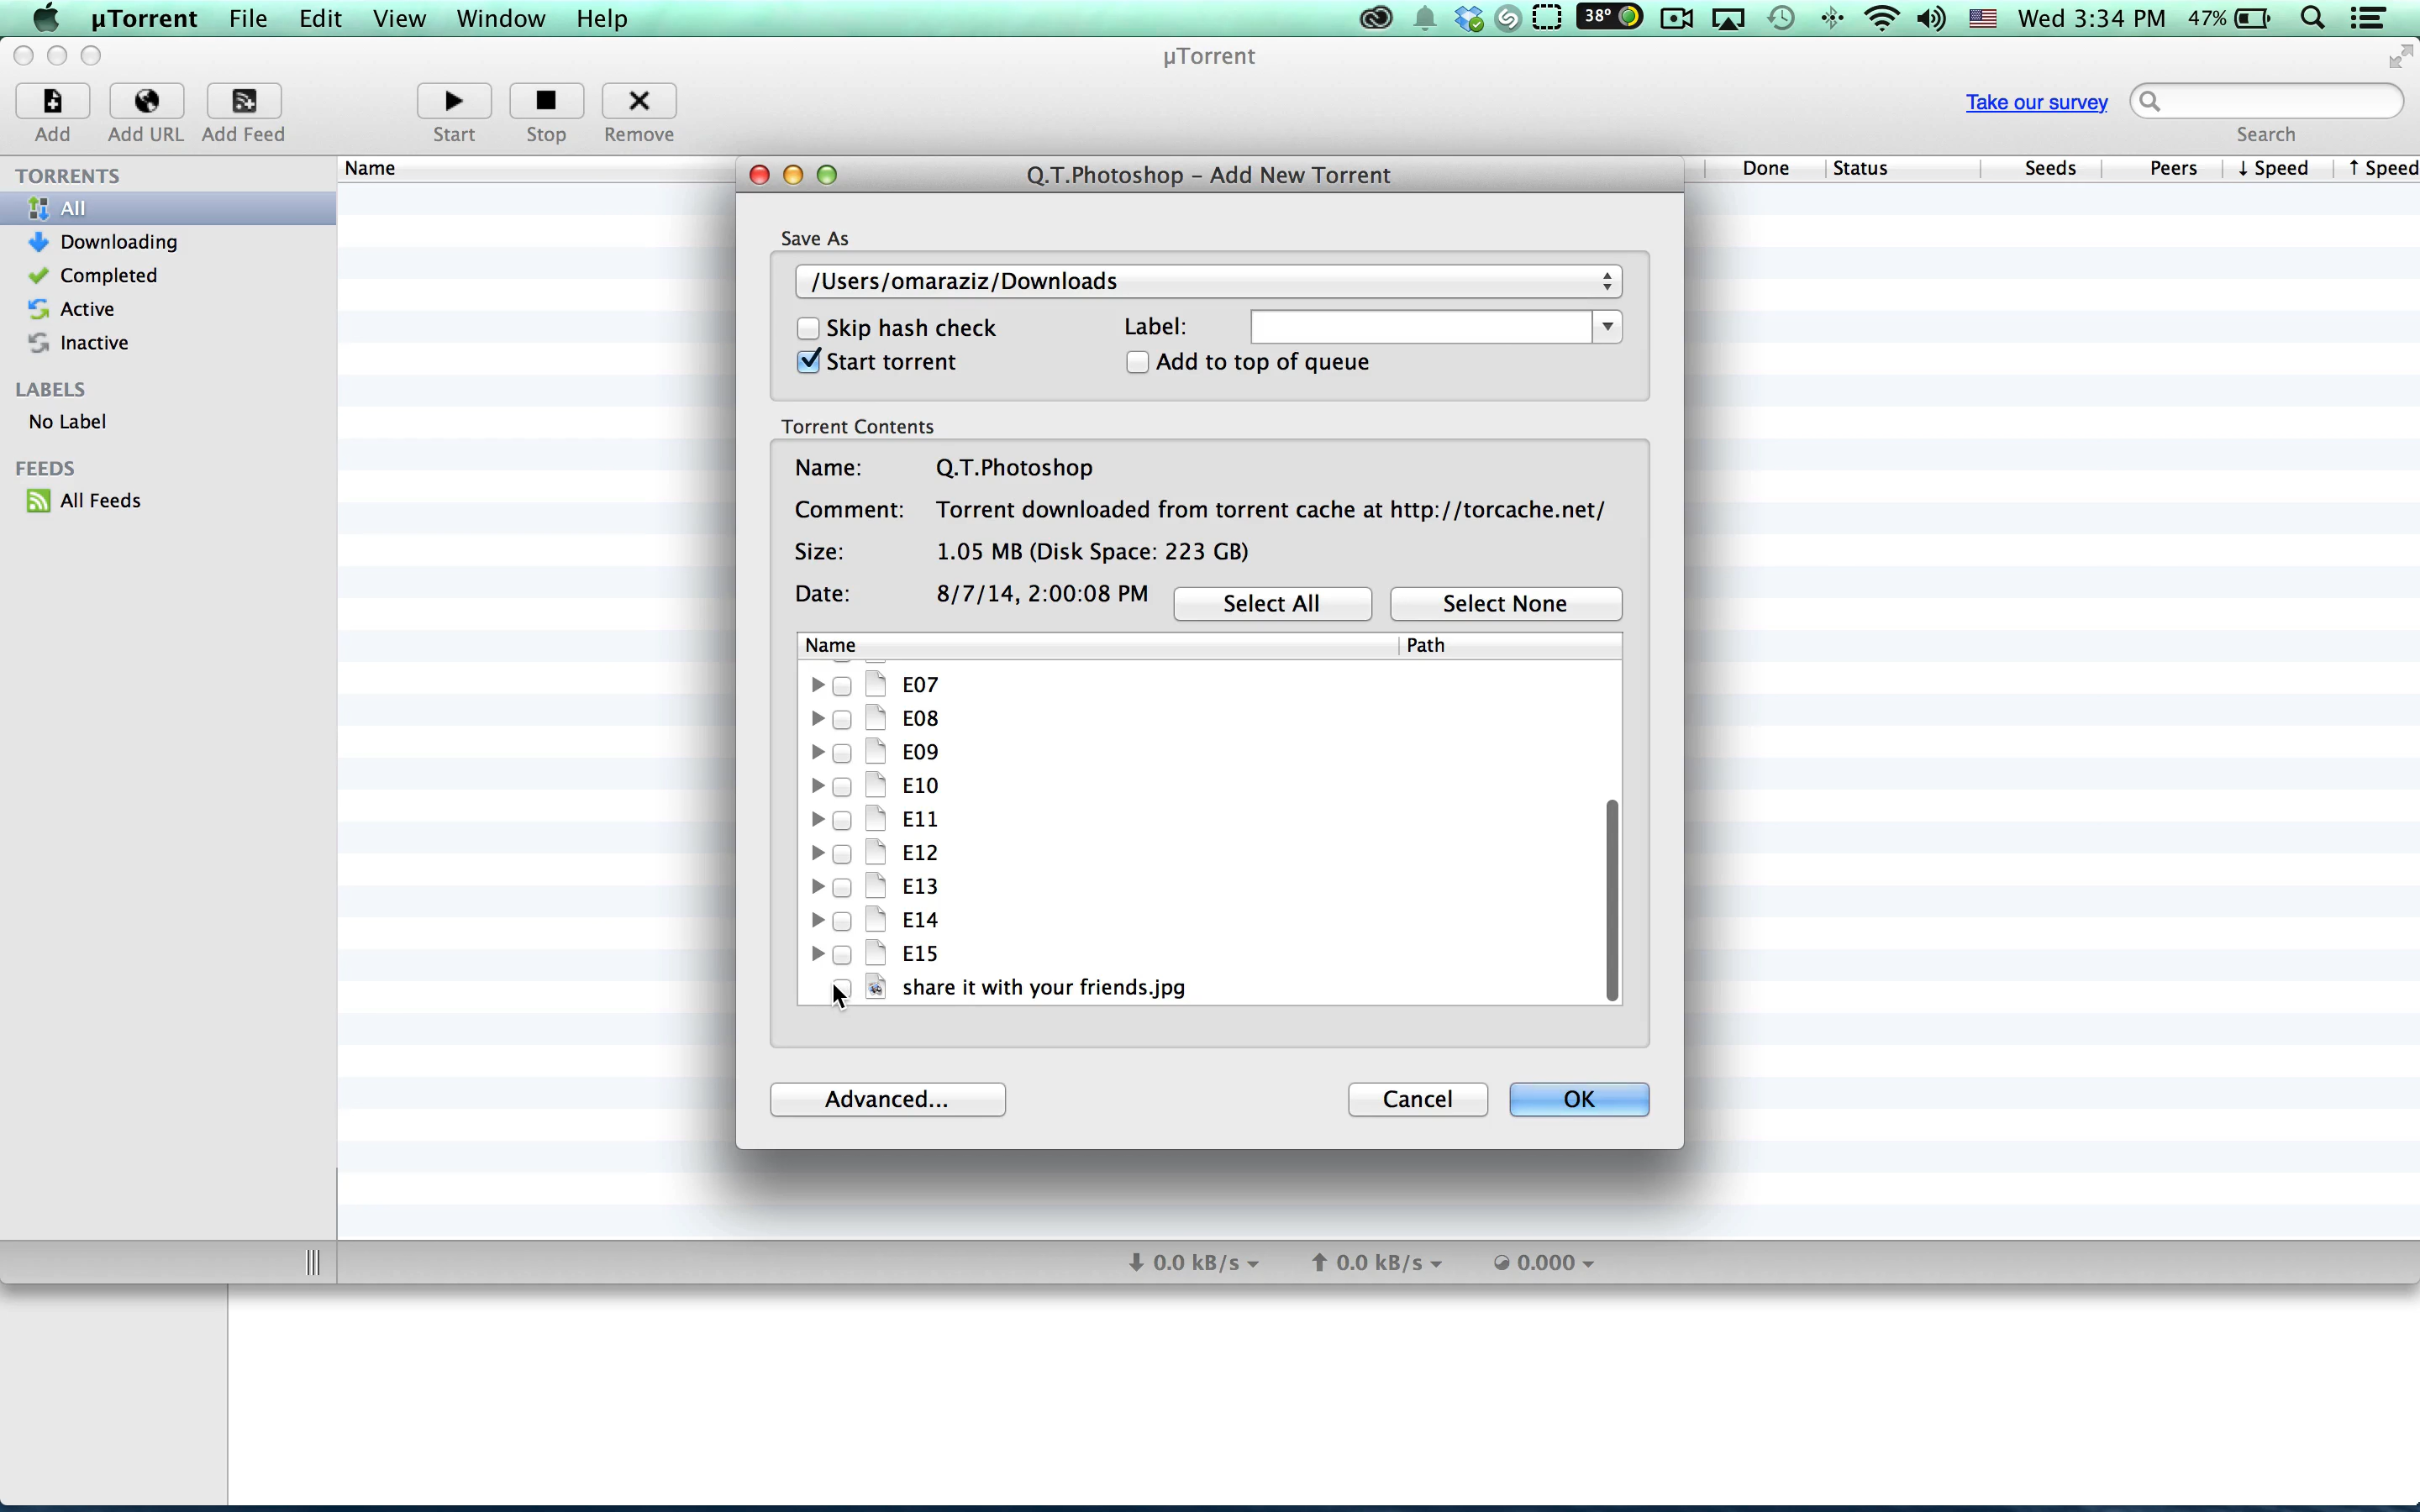 µTorrent File Edit View Window Help 38° Wed 3:34 PM 47%
µTorrent
Add Add URL Add Feed Start Stop Remove Take our survey Search
TORRENTS
All
Downloading
Completed
Active
Inactive
LABELS
No Label
FEEDS
All Feeds
Name Done Status Seeds Peers ↓ Speed ↑ Speed
Q.T.Photoshop – Add New Torrent
Save As
/Users/omaraziz/Downloads
Skip hash check Label:
Start torrent Add to top of queue
Torrent Contents
Name: Q.T.Photoshop
Comment: Torrent downloaded from torrent cache at http://torcache.net/
Size: 1.05 MB (Disk Space: 223 GB)
Date: 8/7/14, 2:00:08 PM Select All Select None
Name Path
E07
E08
E09
E10
E11
E12
E13
E14
E15
share it with your friends.jpg
Advanced... Cancel OK
0.0 kB/s 0.0 kB/s 0.000